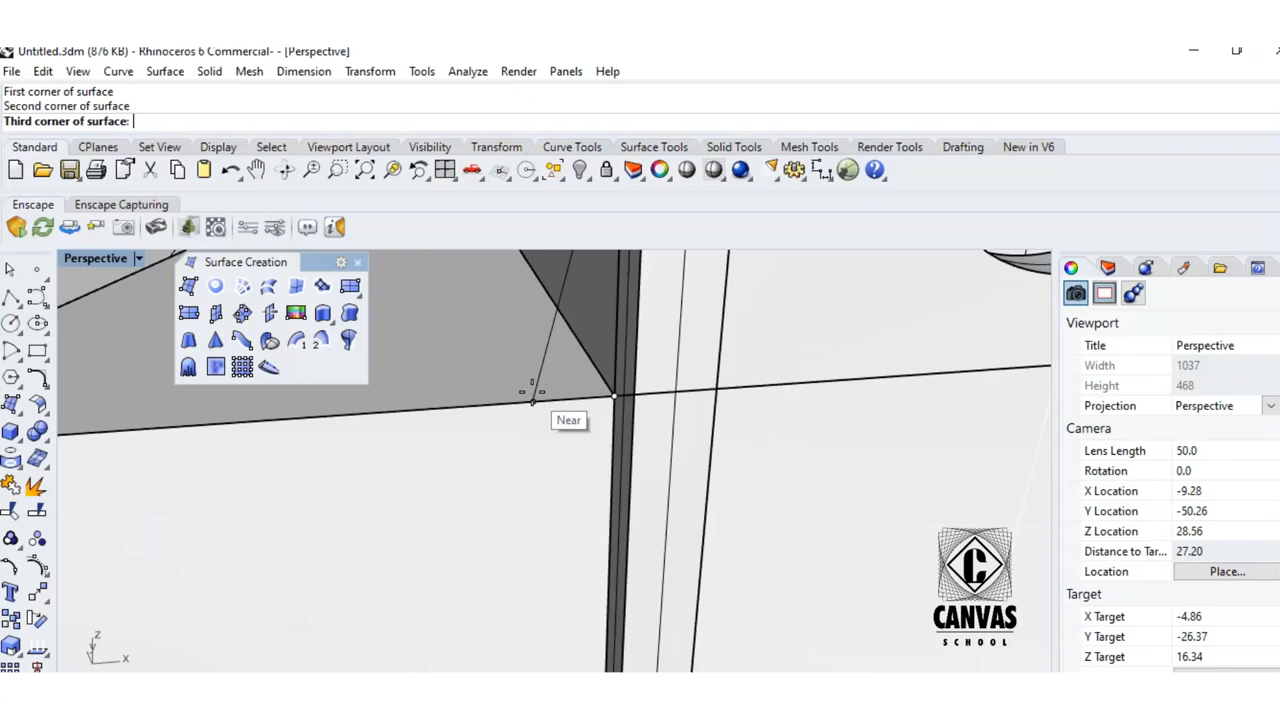 Untitled.3dm (876 KB) - Rhinoceros 6 Commercial- - [Perspective]
File Edit View Curve Surface Solid Mesh Dimension Transform Tools Analyze Render Panels Help
First corner of surface
Second corner of surface
Third corner of surface:
Standard CPlanes Set View Display Select Viewport Layout Visibility Transform Curve Tools Surface Tools Solid Tools Mesh Tools Render Tools Drafting New in V6
Enscape Enscape Capturing
Perspective
Surface Creation
1 2
Near
z
x
Viewport
Title Perspective
Width 1037
Height 468
Projection Perspective
Camera
Lens Length 50.0
Rotation 0.0
X Location -9.28
Y Location -50.26
Z Location 28.56
Distance to Tar... 27.20
Location Place...
Target
X Target -4.86
Y Target -26.37
Z Target 16.34
C
CANVAS
SCHOOL